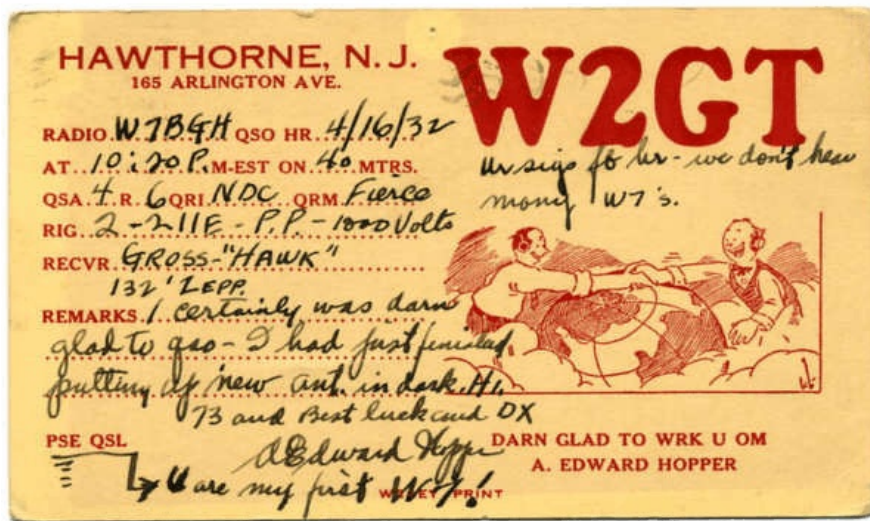 HAWTHORNE, N. J.
165 ARLINGTON AVE.
W2GT
RADIO W7BGH QSO HR 4/16/32
AT 10:20 P. M-EST ON 40 MTRS.
QSA 4 R 6 QRI NDC QRM Fierce
RIG 2-211E - P.P. - 1000 Volts
RECVR GROSS-"HAWK"
132' ZEPP.
ur sigs fb hr - we don't hear
many W7's.
REMARKS I certainly was darn
glad to qso - I had just finished
putting up new ant. in dark. HI.
73 and Best luck and DX
A Edward Hopper
PSE QSL
U are my first W7!
DARN GLAD TO WRK U OM
A. EDWARD HOPPER
PRINT